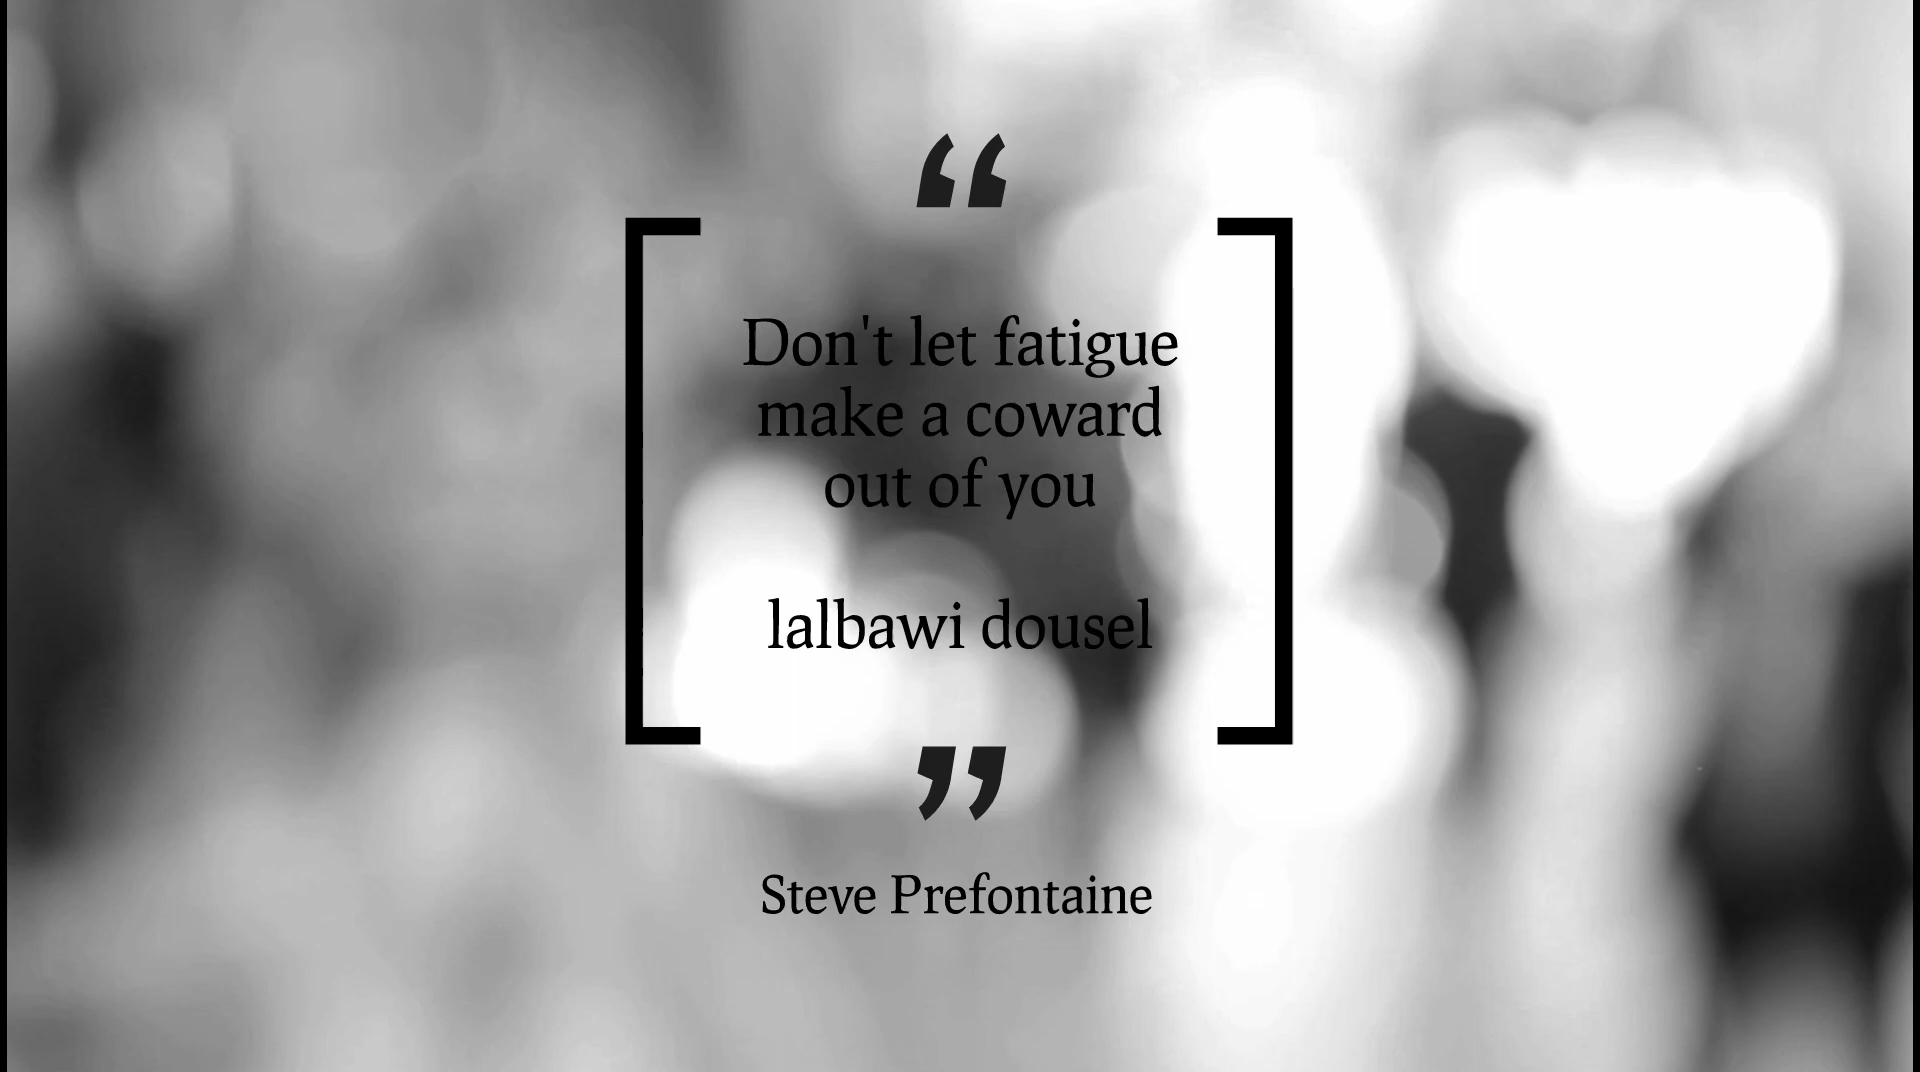 “
Don't let fatigue
make a coward
out of you
lalbawi dousel
”
Steve Prefontaine